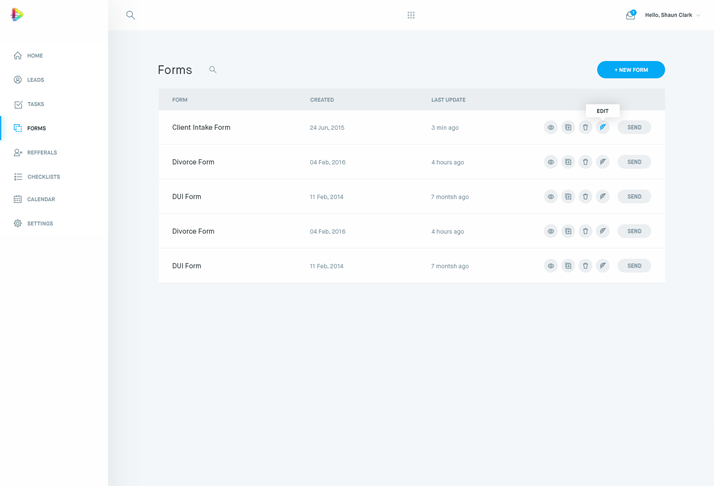 1
Hello, Shaun Clark
HOME
LEADS
TASKS
FORMS
REFFERALS
CHECKLISTS
CALENDAR
SETTINGS
Forms
+ NEW FORM
FORM CREATED LAST UPDATE
EDIT
Client Intake Form 24 Jun, 2015 3 min ago SEND
Divorce Form 04 Feb, 2016 4 hours ago SEND
DUI Form 11 Feb, 2014 7 montsh ago SEND
Divorce Form 04 Feb, 2016 4 hours ago SEND
DUI Form 11 Feb, 2014 7 montsh ago SEND